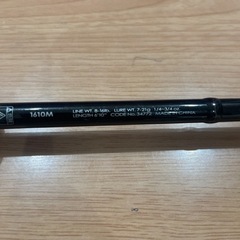 1610M
LINE WT. 8-16lb. LURE WT. 7-21g 1/4-3/4 oz.
LENGTH 6'10" CODE No. 54772 MADE IN CHINA